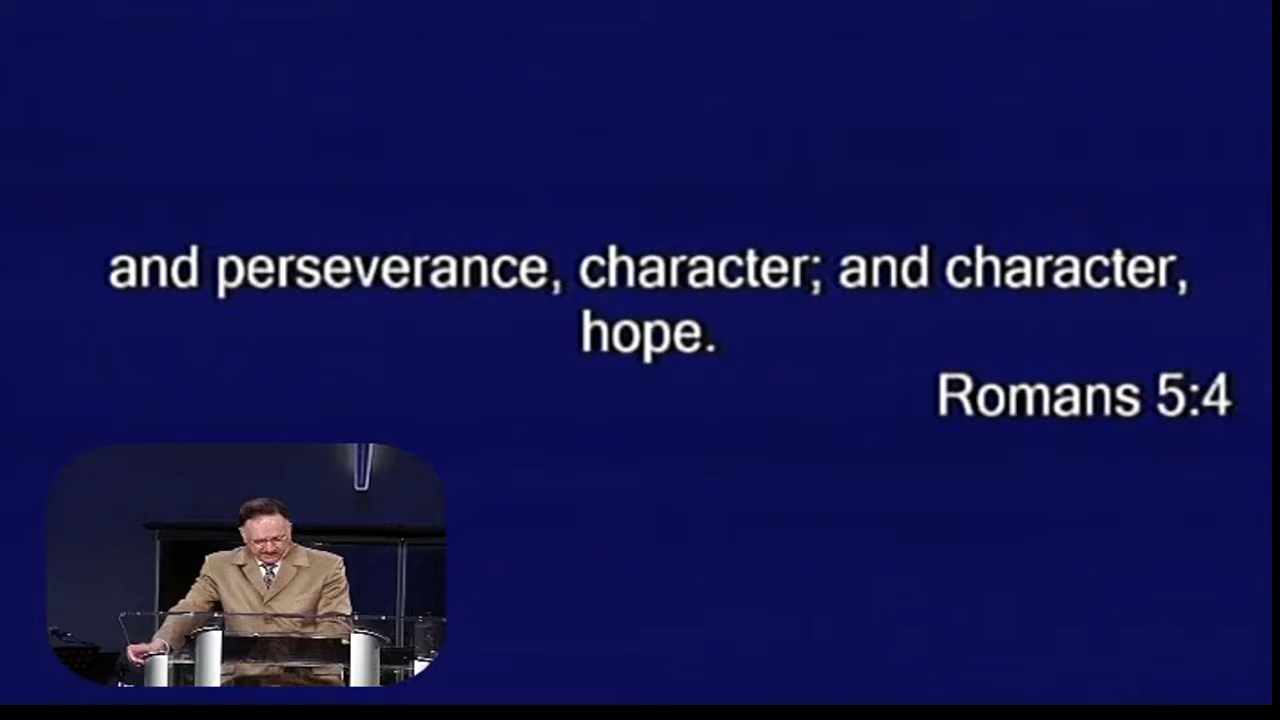 and perseverance, character; and character,
hope.
Romans 5:4